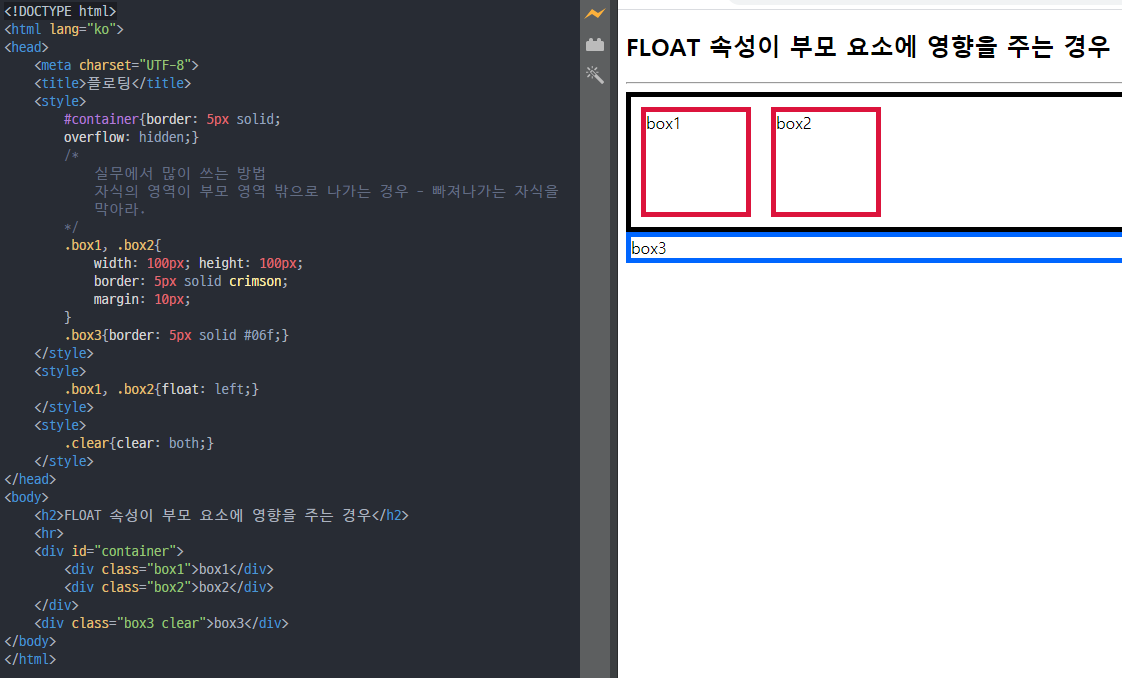 <!DOCTYPE html>
<html lang="ko">
<head>
    <meta charset="UTF-8">
    <title>플로팅</title>
    <style>
        #container{border: 5px solid;
        overflow: hidden;}
        /*
            실무에서 많이 쓰는 방법
            자식의 영역이 부모 영역 밖으로 나가는 경우 - 빠져나가는 자식을
            막아라.
        */
        .box1, .box2{
            width: 100px; height: 100px;
            border: 5px solid crimson;
            margin: 10px;
        }
        .box3{border: 5px solid #06f;}
    </style>
    <style>
        .box1, .box2{float: left;}
    </style>
    <style>
        .clear{clear: both;}
    </style>
</head>
<body>
    <h2>FLOAT 속성이 부모 요소에 영향을 주는 경우</h2>
    <hr>
    <div id="container">
        <div class="box1">box1</div>
        <div class="box2">box2</div>
    </div>
    <div class="box3 clear">box3</div>
</body>
</html>
FLOAT 속성이 부모 요소에 영향을 주는 경우
box1 box2
box3